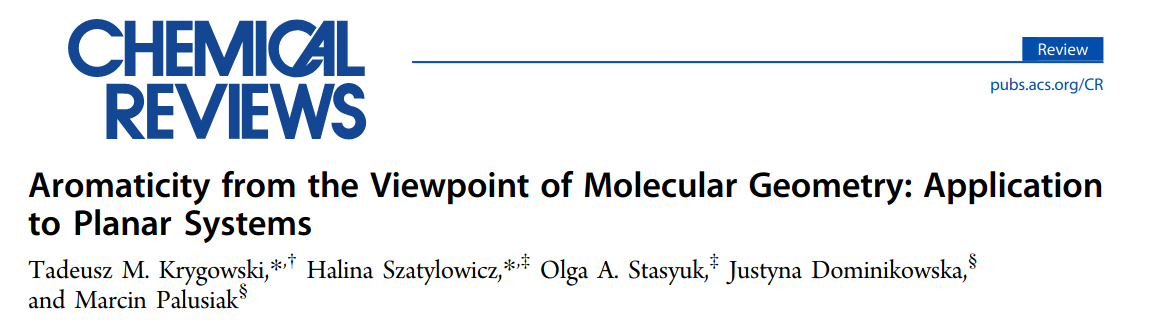 CHEMICAL
REVIEWS
Review
pubs.acs.org/CR
Aromaticity from the Viewpoint of Molecular Geometry: Application
to Planar Systems
Tadeusz M. Krygowski,*,† Halina Szatylowicz,*,‡ Olga A. Stasyuk,‡ Justyna Dominikowska,§
and Marcin Palusiak§